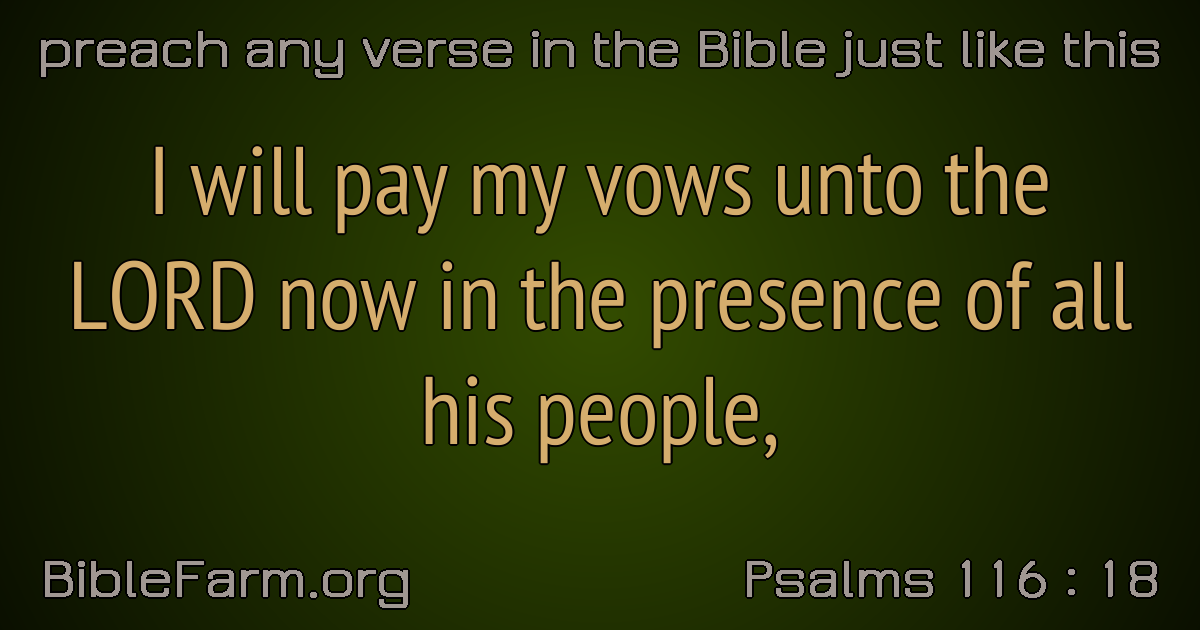 preach any verse in the Bible just like this
I will pay my vows unto the
LORD now in the presence of all
his people,
BibleFarm.org
Psalms 116 : 18